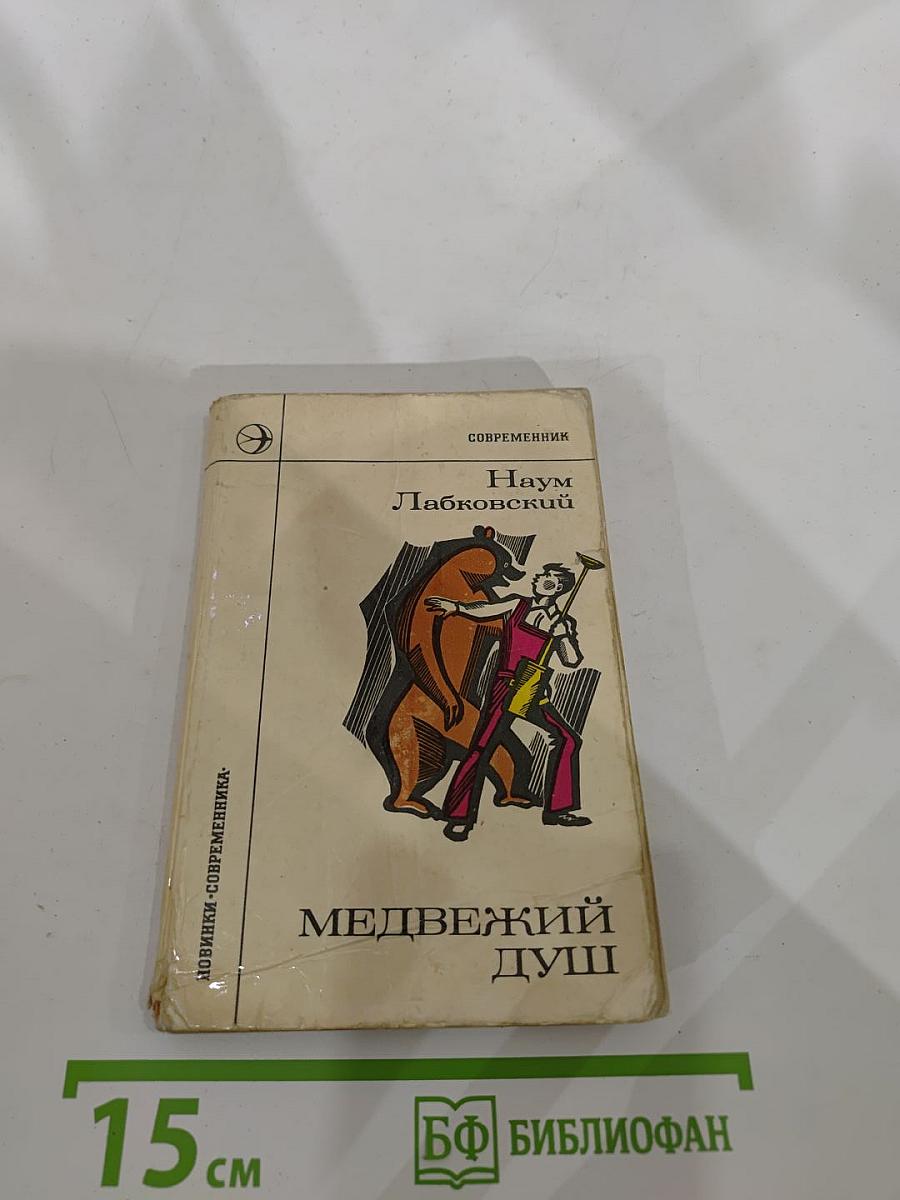 СОВРЕМЕННИК
Наум
Лабковский
НОВИНКИ·СОВРЕМЕННИКА·
МЕДВЕЖИЙ
ДУШ
15 см
БФ БИБЛИОФАН